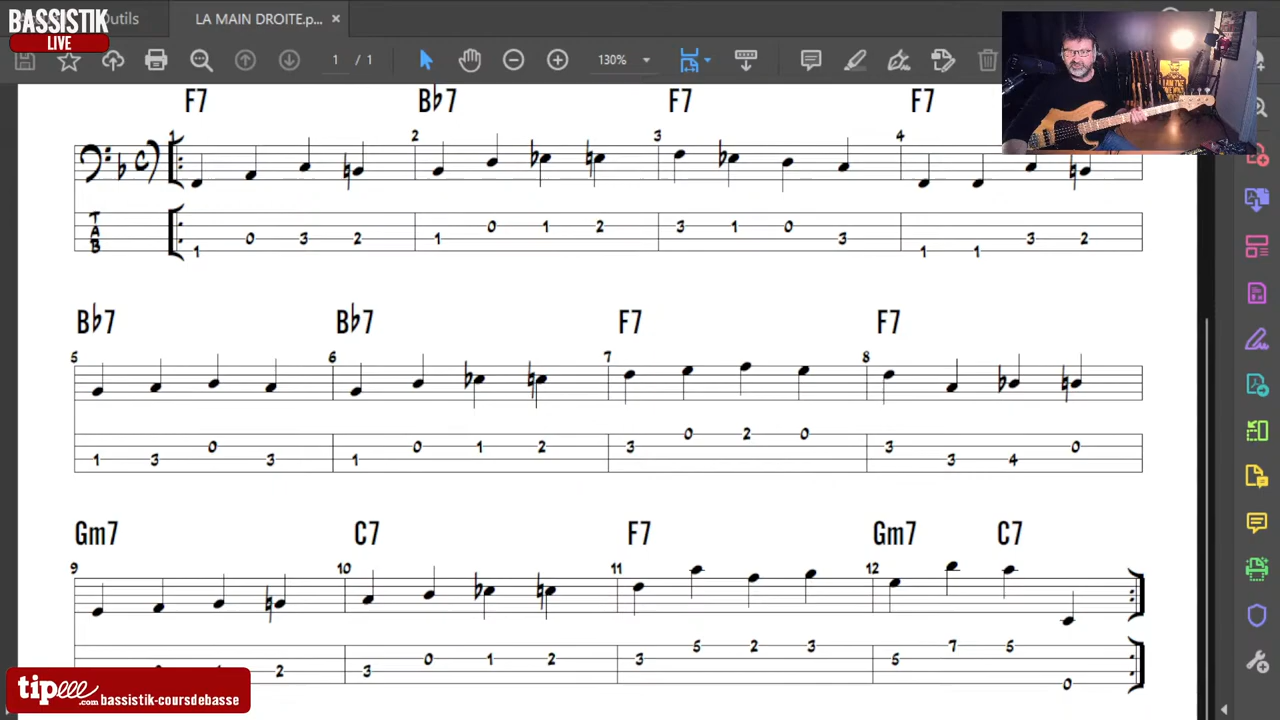 BASSISTIK
LIVE
utils
LA MAIN DROITE.p... ×
1 / 1
130%
F7 B♭7 F7 F7
1 2 3 4
T
A
B
1 0 3 2 1 0 1 2 3 1 0 3 1 1 3 2
B♭7 B♭7 F7 F7
5 6 7 8
1 3 0 3 1 0 1 2 3 0 2 0 3 3 4 0
Gm7 C7 F7 Gm7 C7
9 10 11 12
2 3 0 1 2 3 5 2 3 5 7 5 0
tipeee
.com bassistik-coursdebasse